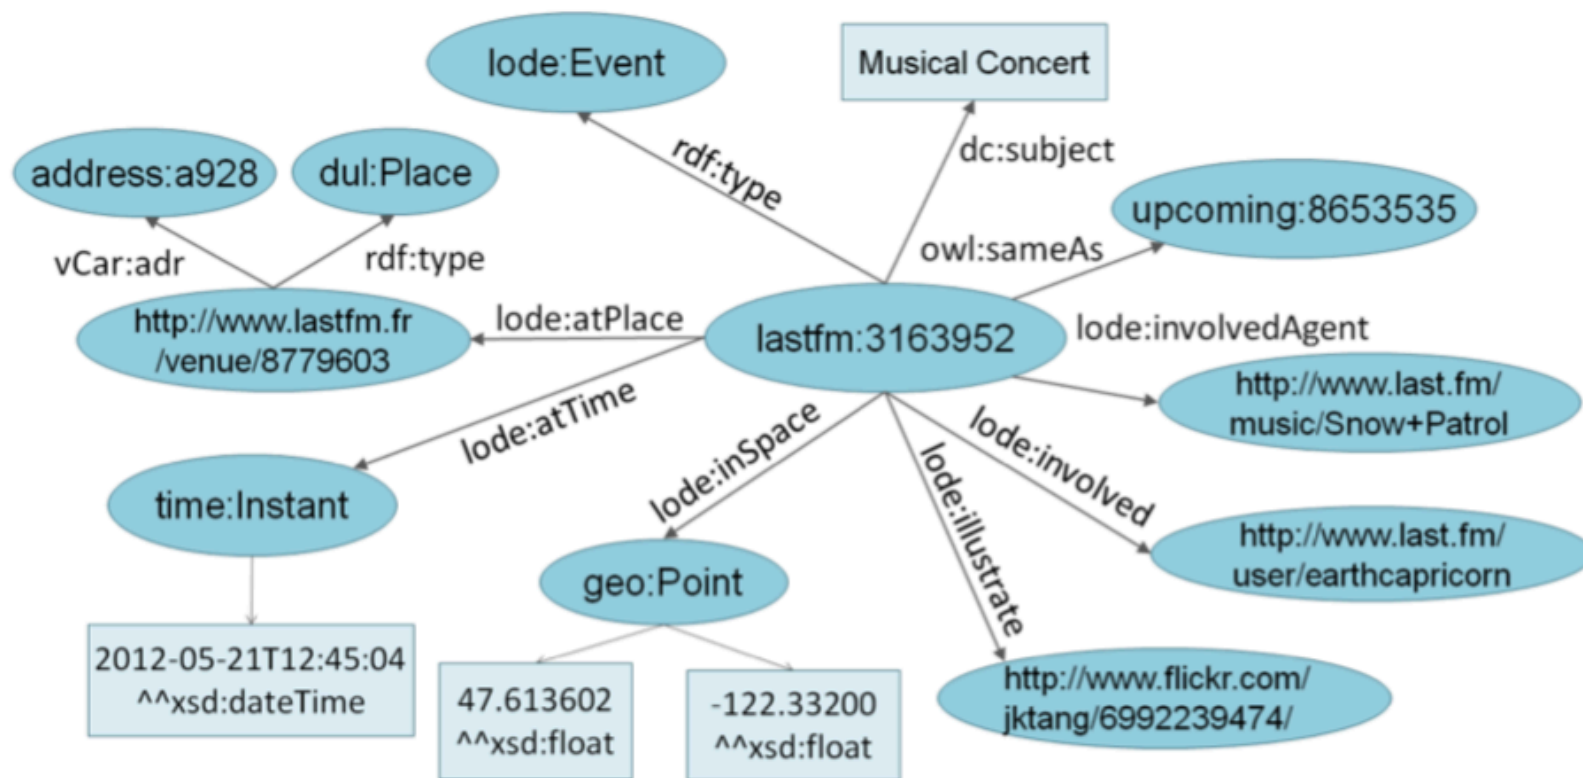 lode:Event
Musical Concert
rdf:type
dc:subject
address:a928
dul:Place
upcoming:8653535
vCar:adr
rdf:type
owl:sameAs
http://www.lastfm.fr
/venue/8779603
lode:atPlace
lastfm:3163952
lode:involvedAgent
http://www.last.fm/
music/Snow+Patrol
lode:atTime
lode:inSpace
lode:illustrate
lode:involved
time:Instant
geo:Point
http://www.last.fm/
user/earthcapricorn
2012-05-21T12:45:04
^^xsd:dateTime
47.613602
^^xsd:float
-122.33200
^^xsd:float
http://www.flickr.com/
jktang/6992239474/